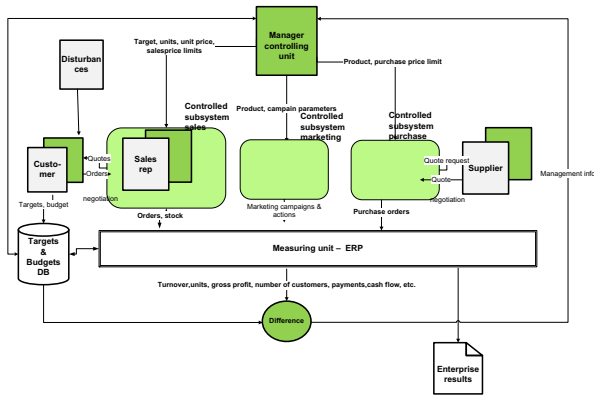 Manager
controlling
unit
Disturban
ces
Target, units, unit price,
salesprice limits
Product, purchase price limit
Product, campain parameters
Controlled
subsystem
sales
Controlled
subsystem
marketing
Controlled
subsystem
purchase
Custo-
mer
Quotes
Orders
negotiation
Sales
rep
Quote request
Quote
negotiation
Supplier
Management info
Targets, budget
Orders, stock
Marketing campaigns &
actions
Purchase orders
Targets
&
Budgets
DB
Measuring unit – ERP
Turnover,units, gross profit, number of customers, payments,cash flow, etc.
Difference
Enterprise
results